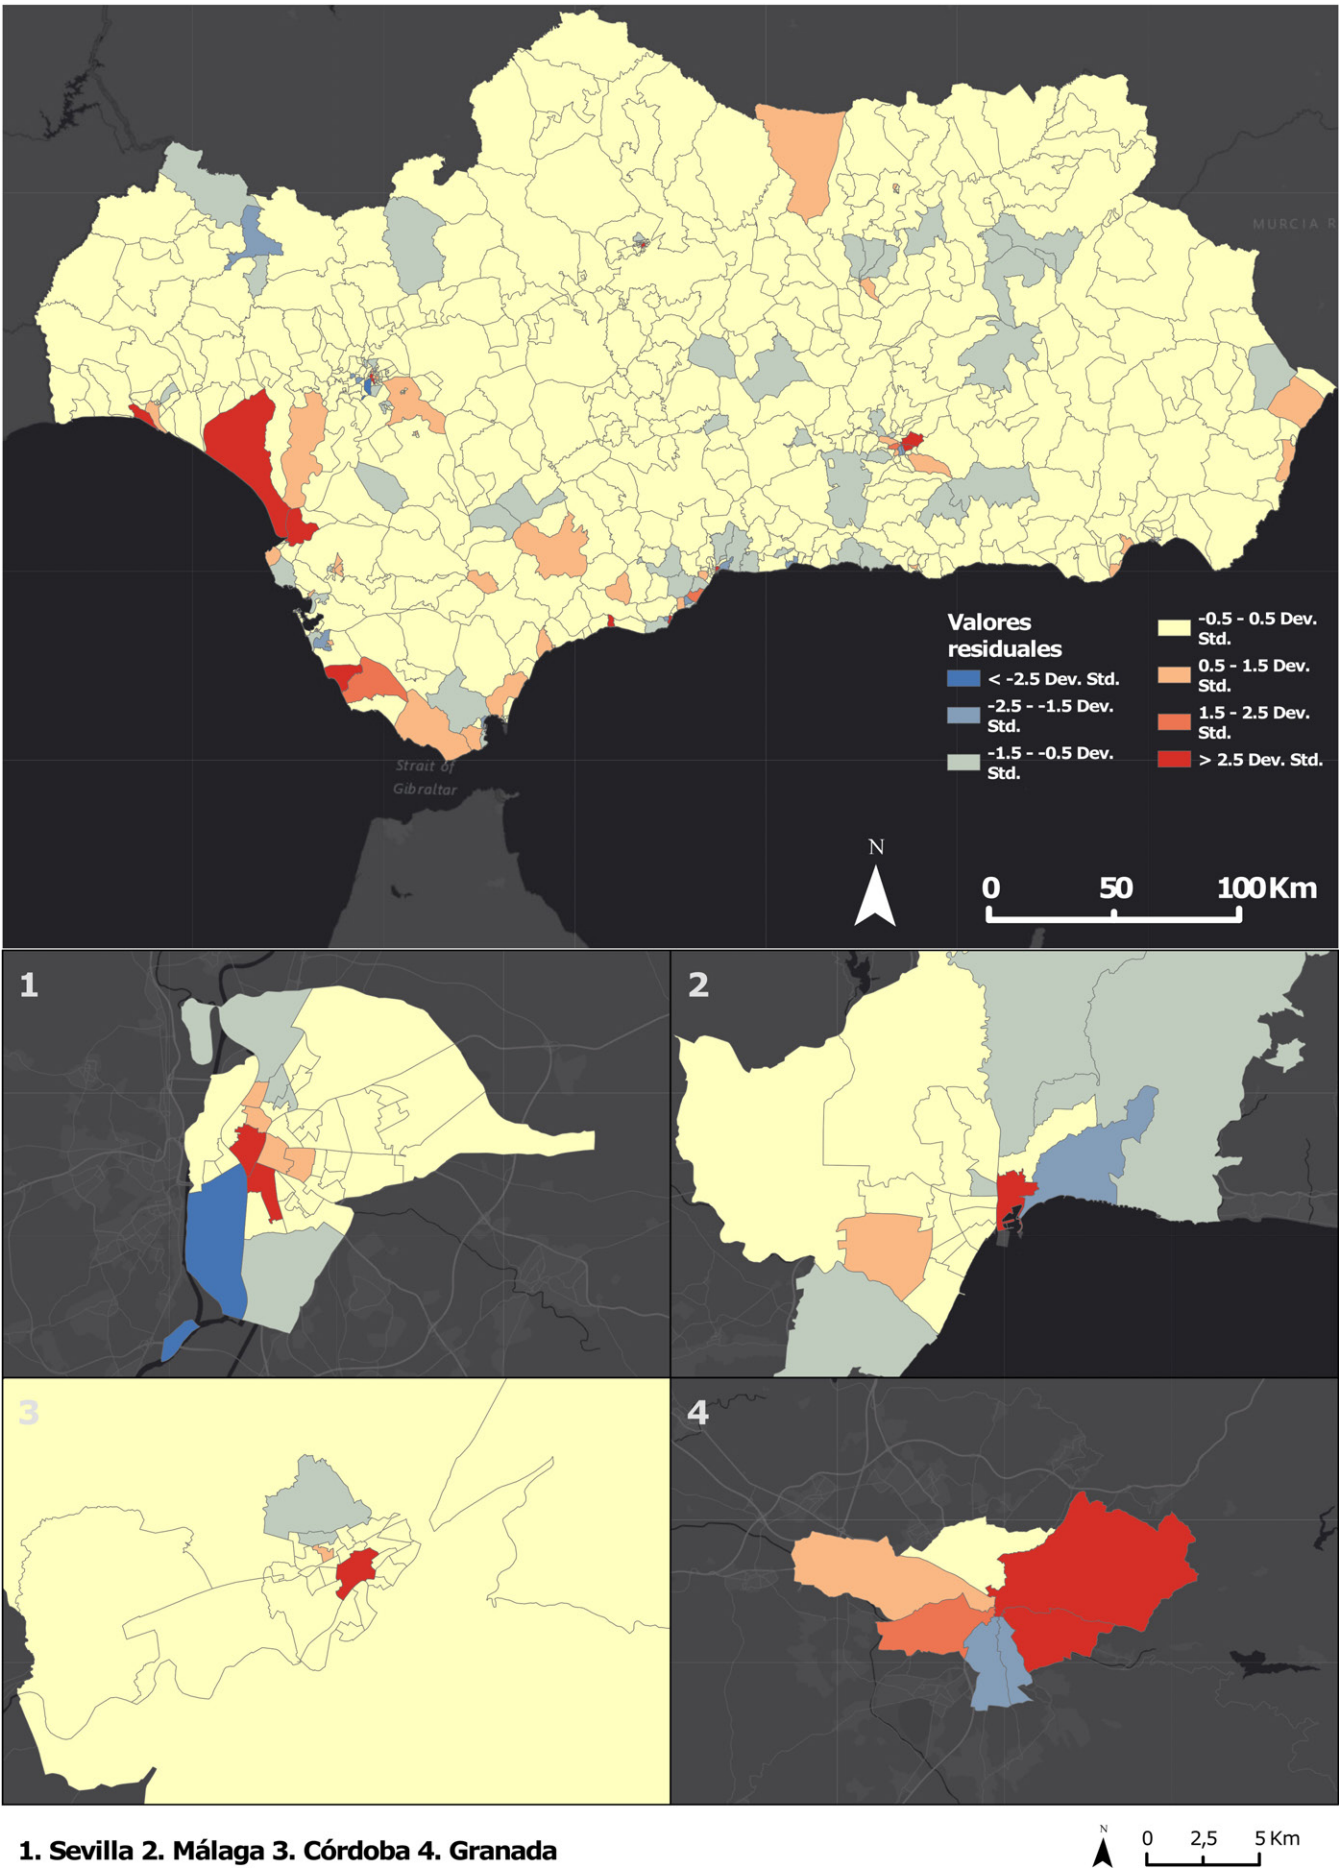 MURCIA R
Valores
residuales
< -2.5 Dev. Std.
-2.5 - -1.5 Dev.
Std.
-1.5 - -0.5 Dev.
Std.
-0.5 - 0.5 Dev.
Std.
0.5 - 1.5 Dev.
Std.
1.5 - 2.5 Dev.
Std.
> 2.5 Dev. Std.
Strait of
Gibraltar
N
0 50 100 Km
1
2
3
4
1. Sevilla 2. Málaga 3. Córdoba 4. Granada
N
0 2,5 5 Km